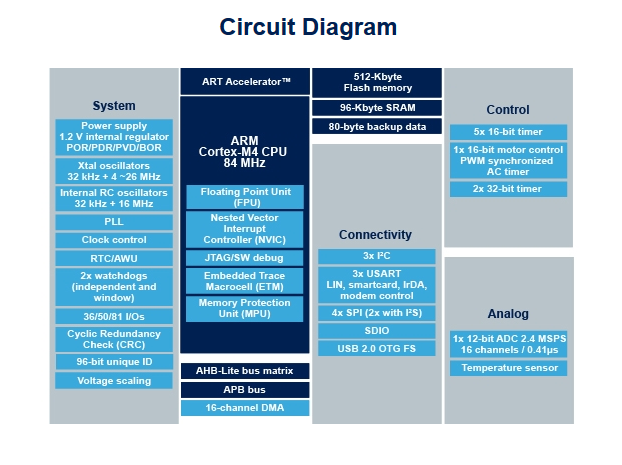 Circuit Diagram
System
Power supply
1.2 V internal regulator
POR/PDR/PVD/BOR
Xtal oscillators
32 kHz + 4 ~26 MHz
Internal RC oscillators
32 kHz + 16 MHz
PLL
Clock control
RTC/AWU
2x watchdogs
(independent and
window)
36/50/81 I/Os
Cyclic Redundancy
Check (CRC)
96-bit unique ID
Voltage scaling
ART Accelerator™
ARM
Cortex-M4 CPU
84 MHz
Floating Point Unit
(FPU)
Nested Vector
Interrupt
Controller (NVIC)
JTAG/SW debug
Embedded Trace
Macrocell (ETM)
Memory Protection
Unit (MPU)
AHB-Lite bus matrix
APB bus
16-channel DMA
512-Kbyte
Flash memory
96-Kbyte SRAM
80-byte backup data
Connectivity
3x I²C
3x USART
LIN, smartcard, IrDA,
modem control
4x SPI (2x with I²S)
SDIO
USB 2.0 OTG FS
Control
5x 16-bit timer
1x 16-bit motor control
PWM synchronized
AC timer
2x 32-bit timer
Analog
1x 12-bit ADC 2.4 MSPS
16 channels / 0.41µs
Temperature sensor